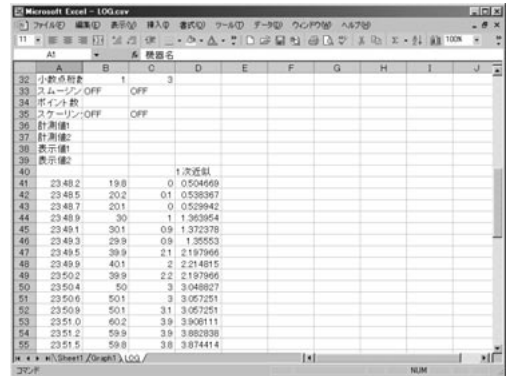 Microsoft Excel - LOG.csv
ファイル(F) 編集(E) 表示(V) 挿入(I) 書式(O) ツール(T) データ(D) ウィンドウ(W) ヘルプ(H)
11 100%
A1 fx 機器名
A B C D E F G H I J
32 小数点桁数 1 3
33 スムージン OFF OFF
34 ポイント数
35 スケーリン OFF OFF
36 計測値1
37 計測値2
38 表示値1
39 表示値2
40 1次近似
41 23:48.2 19.8 0 0.504669
42 23:48.5 20.2 0.1 0.538367
43 23:48.7 20.1 0 0.529942
44 23:48.9 30 1 1.363954
45 23:49.1 30.1 0.9 1.372378
46 23:49.3 29.9 0.9 1.35553
47 23:49.5 39.9 2.1 2.197966
48 23:49.9 40.1 2 2.214815
49 23:50.2 39.9 2.2 2.197966
50 23:50.4 50 3 3.048827
51 23:50.6 50.1 3 3.057251
52 23:50.9 50.1 3.1 3.057251
53 23:51.0 60.2 3.9 3.908111
54 23:51.2 59.9 3.9 3.882838
55 23:51.5 59.8 3.8 3.874414
Sheet1 Graph1 LOG
コマンド NUM